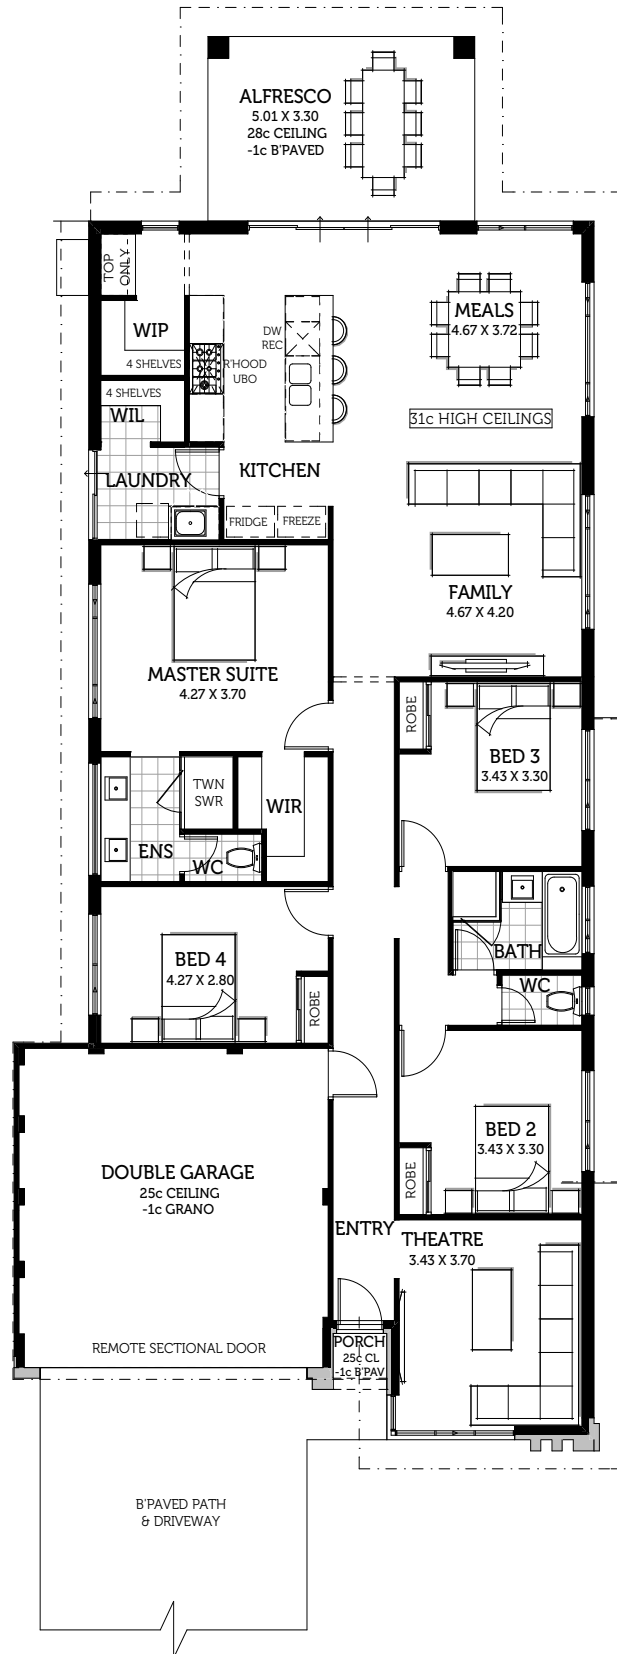 ALFRESCO
5.01 X 3.30
28c CEILING
-1c B'PAVED
TOP
ONLY
WIP
4 SHELVES
DW
REC
R'HOOD
UBO
MEALS
4.67 X 3.72
4 SHELVES
WIL
31c HIGH CEILINGS
LAUNDRY
KITCHEN
FRIDGE
FREEZE
FAMILY
4.67 X 4.20
MASTER SUITE
4.27 X 3.70
ROBE
BED 3
3.43 X 3.30
TWN
SWR
WIR
ENS
WC
BATH
WC
BED 4
4.27 X 2.80
ROBE
BED 2
3.43 X 3.30
ROBE
DOUBLE GARAGE
25c CEILING
-1c GRANO
ENTRY
THEATRE
3.43 X 3.70
REMOTE SECTIONAL DOOR
PORCH
25c CL
-1c B'PAV
B'PAVED PATH
& DRIVEWAY